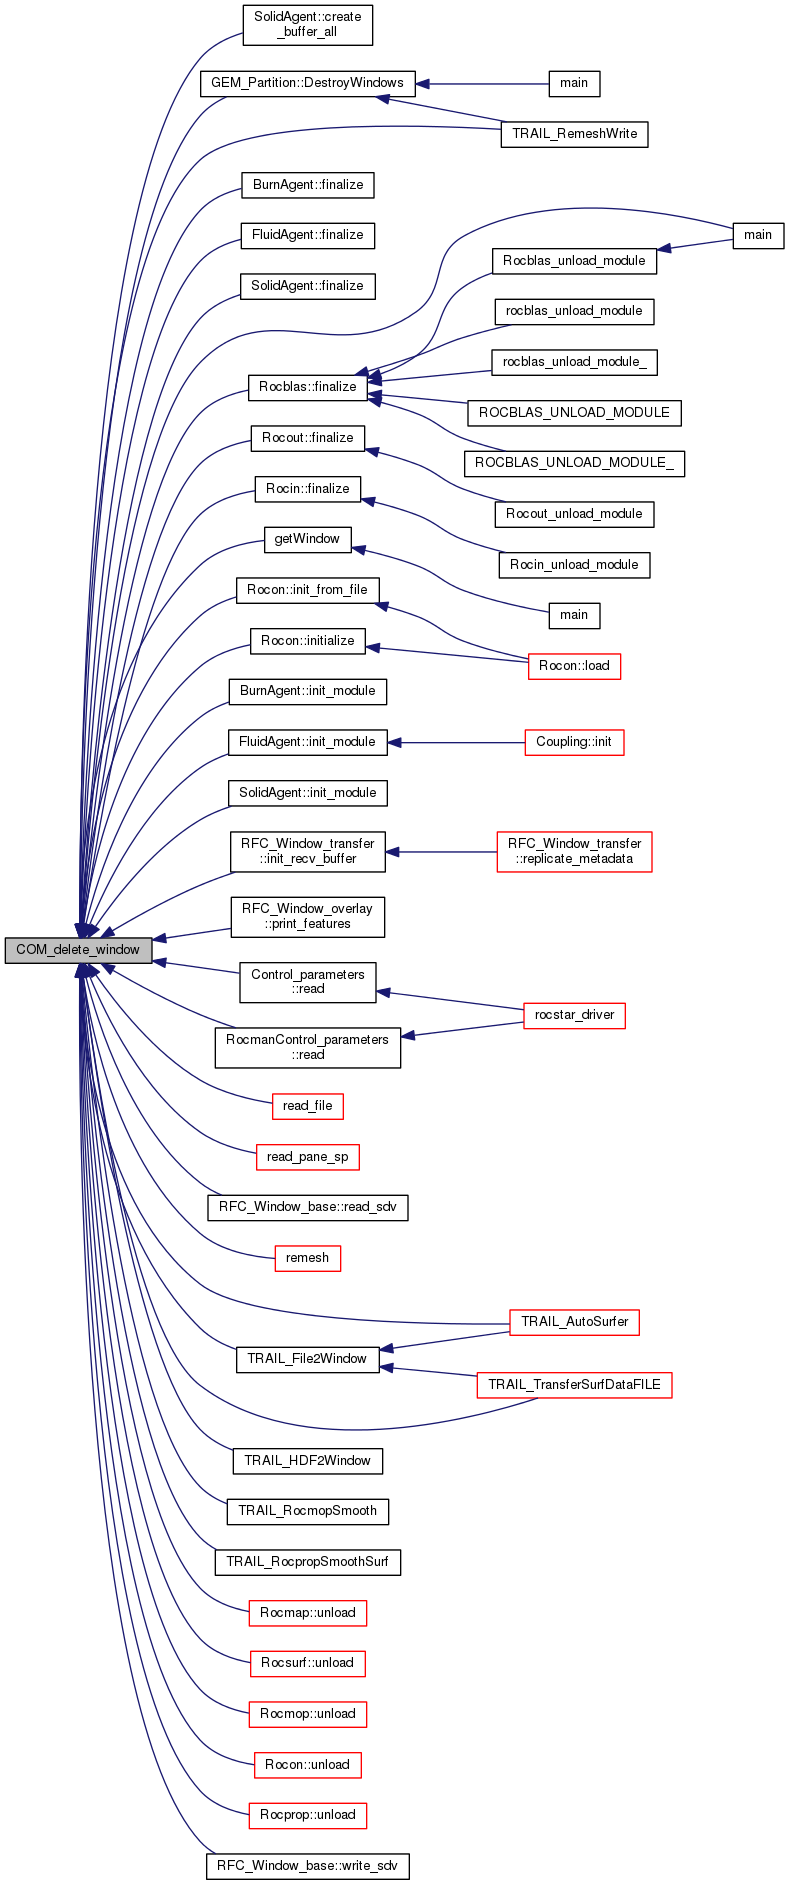 SolidAgent::create
_buffer_all
GEM_Partition::DestroyWindows
main
TRAIL_RemeshWrite
BurnAgent::finalize
FluidAgent::finalize
main
Rocblas_unload_module
SolidAgent::finalize
rocblas_unload_module
rocblas_unload_module_
Rocblas::finalize
ROCBLAS_UNLOAD_MODULE
Rocout::finalize
ROCBLAS_UNLOAD_MODULE_
Rocin::finalize
Rocout_unload_module
getWindow
Rocin_unload_module
Rocon::init_from_file
main
Rocon::initialize
Rocon::load
BurnAgent::init_module
FluidAgent::init_module
Coupling::init
SolidAgent::init_module
RFC_Window_transfer
::init_recv_buffer
RFC_Window_transfer
::replicate_metadata
RFC_Window_overlay
::print_features
COM_delete_window
Control_parameters
::read
rocstar_driver
RocmanControl_parameters
::read
read_file
read_pane_sp
RFC_Window_base::read_sdv
remesh
TRAIL_AutoSurfer
TRAIL_File2Window
TRAIL_TransferSurfDataFILE
TRAIL_HDF2Window
TRAIL_RocmopSmooth
TRAIL_RocpropSmoothSurf
Rocmap::unload
Rocsurf::unload
Rocmop::unload
Rocon::unload
Rocprop::unload
RFC_Window_base::write_sdv